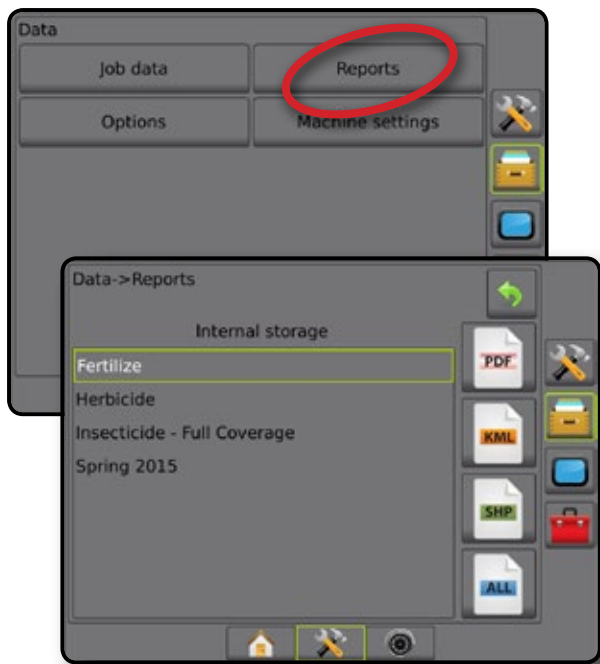 Data
Job data
Reports
Options
Machine settings
Data->Reports
Internal storage
Fertilize
Herbicide
Insecticide - Full Coverage
Spring 2015
PDF
KML
SHP
ALL